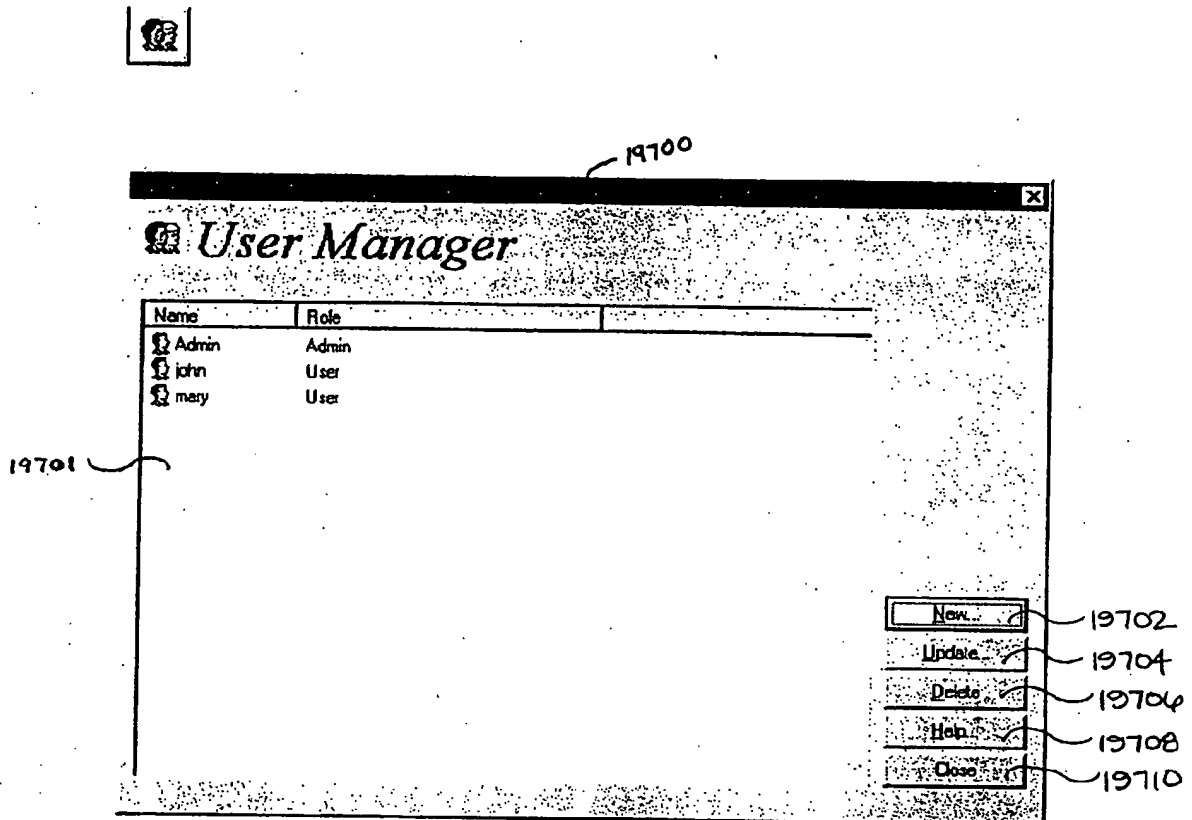 19700
User Manager
Name Role
Admin Admin
john User
mary User
19701
New... 19702
Update... 19704
Delete 19706
Help... 19708
Close 19710